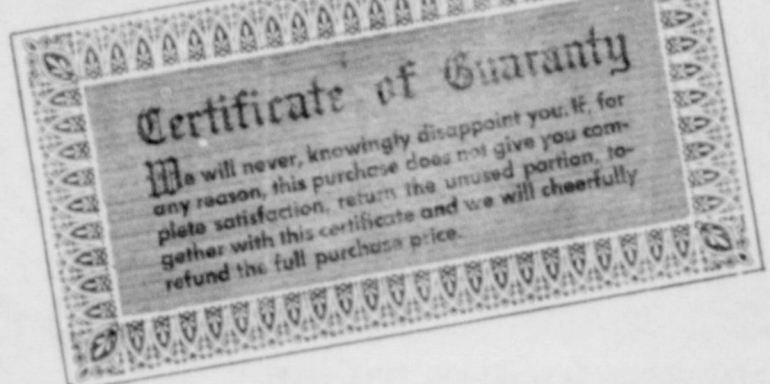 Certificate of Guaranty
We will never, knowingly disappoint you. If, for
any reason, this purchase does not give you com-
plete satisfaction, return the unused portion, to-
gether with this certificate and we will cheerfully
refund the full purchase price.